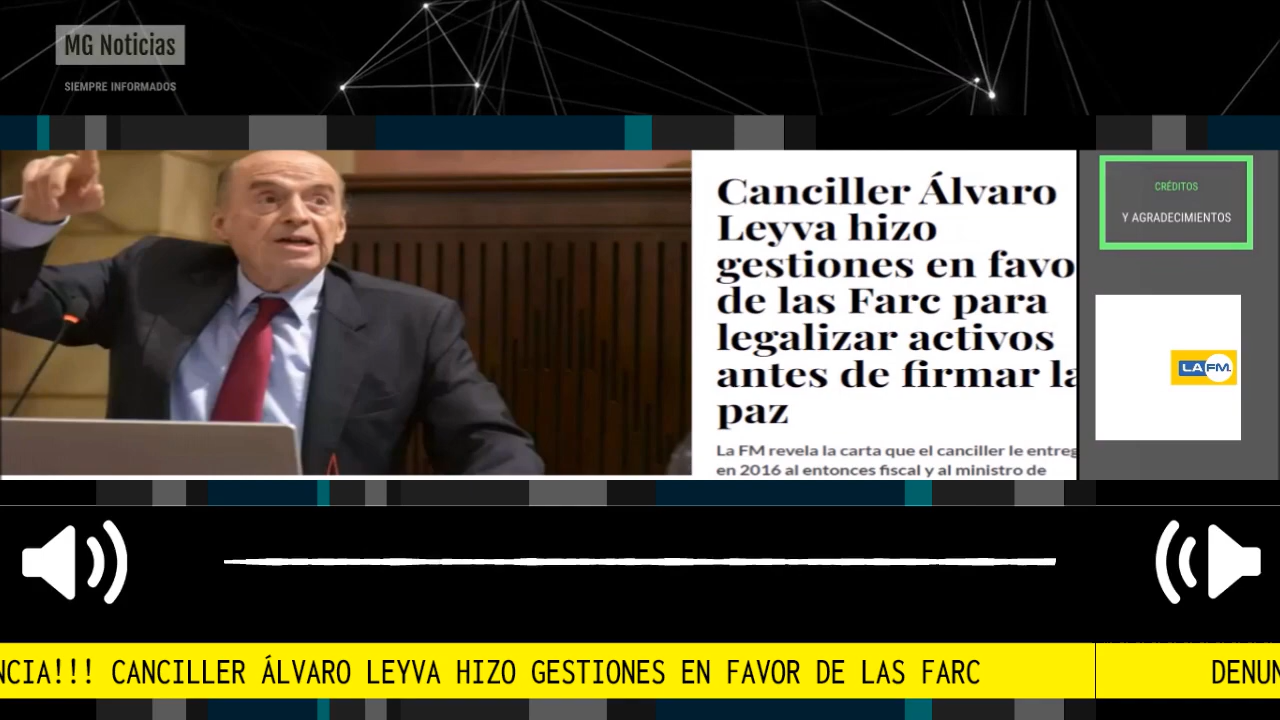 MG Noticias
SIEMPRE INFORMADOS
Canciller Álvaro
Leyva hizo
gestiones en favo
de las Farc para
legalizar activos
antes de firmar la
paz
La FM revela la carta que el canciller le entreg
en 2016 al entonces fiscal y al ministro de
CRÉDITOS
Y AGRADECIMIENTOS
LA FM.
NCIA!!! CANCILLER ÁLVARO LEYVA HIZO GESTIONES EN FAVOR DE LAS FARC
DENUN